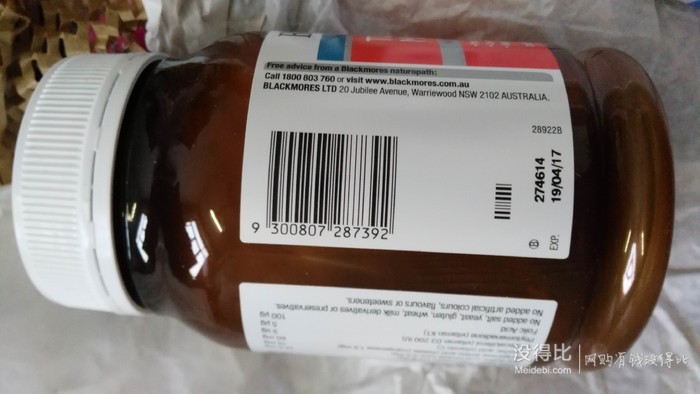 Free advice from a Blackmores naturopath:
Call 1800 803 760 or visit www.blackmores.com.au
BLACKMORES LTD 20 Jubilee Avenue, Warriewood NSW 2102 AUSTRALIA.
28922B
9 300807 287392
274614
EXP. 19/04/17
Folic Acid
100 µg
No added salt, yeast, gluten, wheat, milk derivatives or preservatives.
No added artificial colours, flavours or sweeteners.
没得比
Meidebi.com
网购有钱没得比